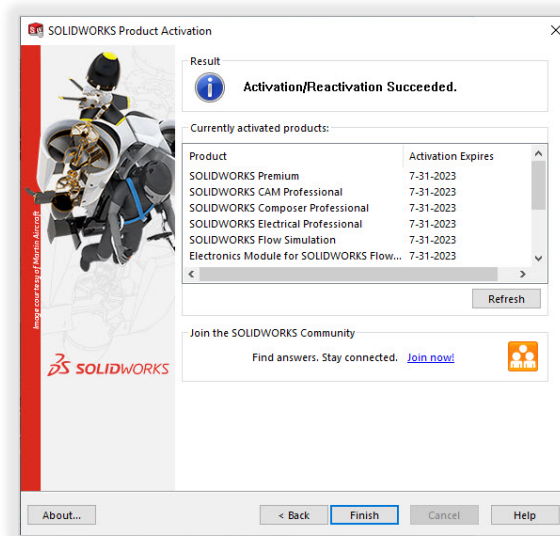 SOLIDWORKS Product Activation
Result
Activation/Reactivation Succeeded.
Currently activated products:
Product Activation Expires
SOLIDWORKS Premium 7-31-2023
SOLIDWORKS CAM Professional 7-31-2023
SOLIDWORKS Composer Professional 7-31-2023
SOLIDWORKS Electrical Professional 7-31-2023
SOLIDWORKS Flow Simulation 7-31-2023
Electronics Module for SOLIDWORKS Flow... 7-31-2023
Refresh
Image courtesy of Martin Aircraft
Join the SOLIDWORKS Community
Find answers. Stay connected. Join now!
SOLIDWORKS
About...
< Back
Finish
Cancel
Help